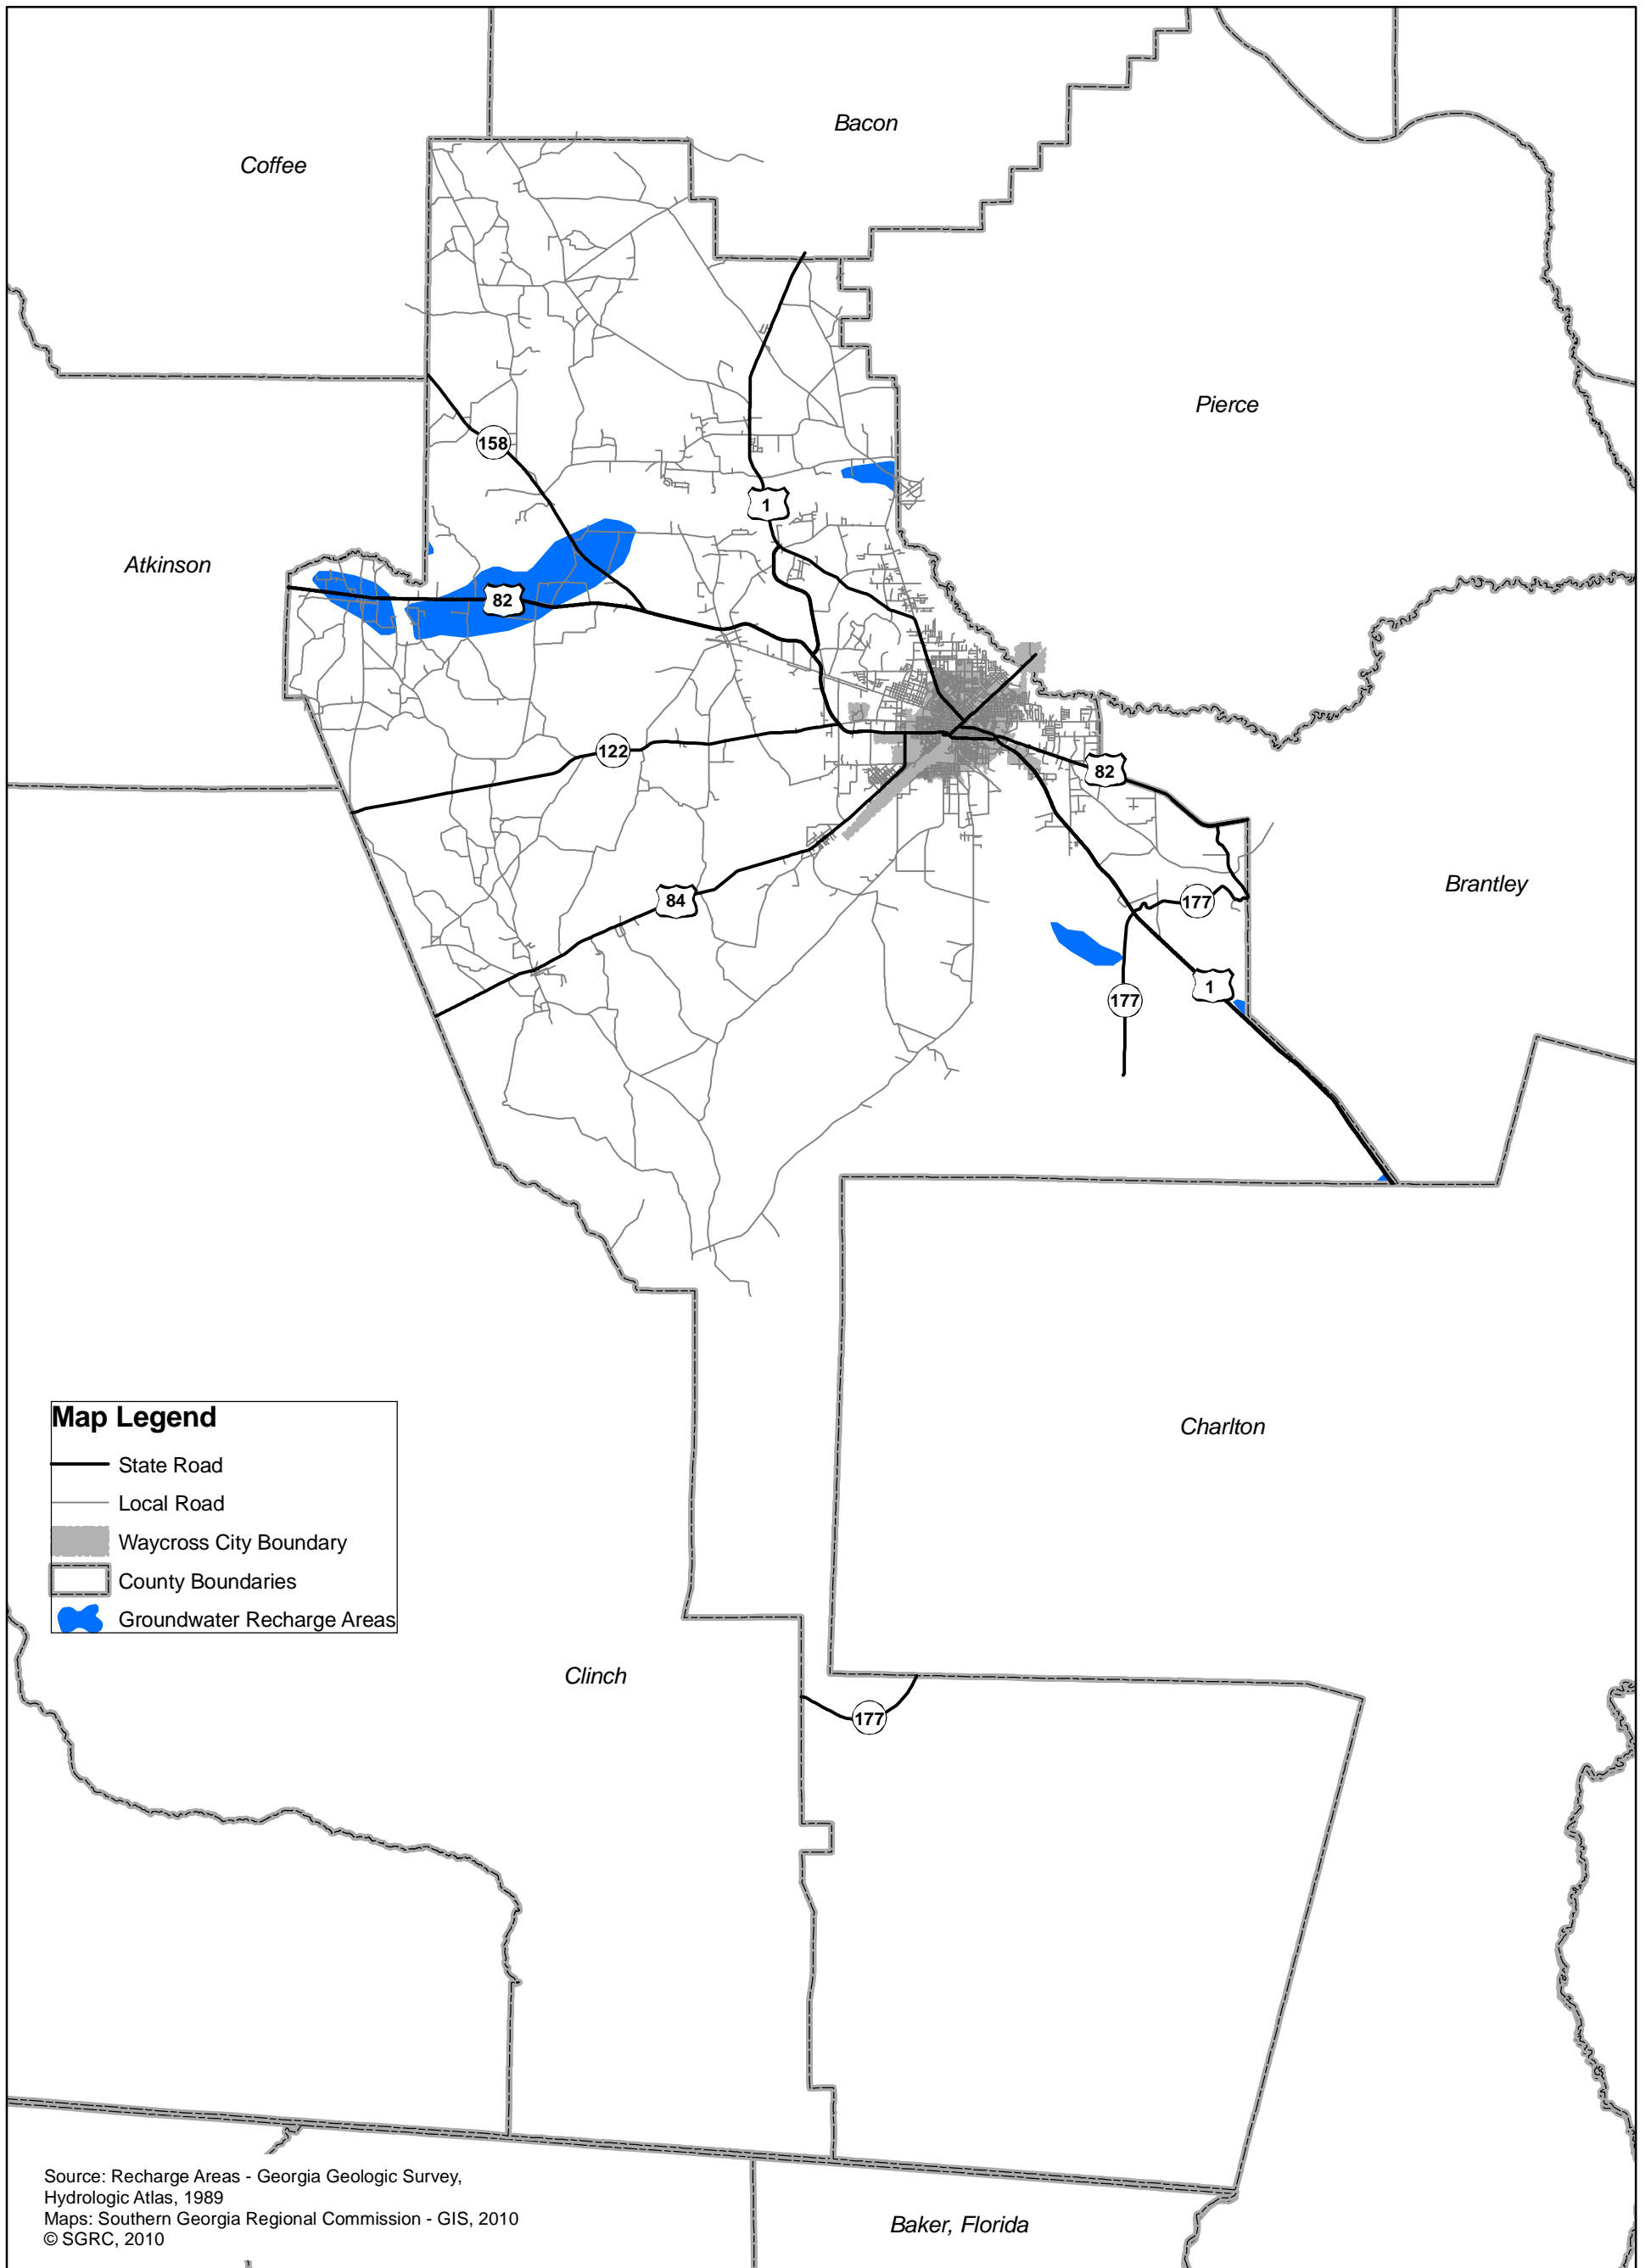 Bacon
Coffee
Pierce
158
1
Atkinson
82
122
82
84
177
Brantley
1
177
Map Legend
State Road
Local Road
Waycross City Boundary
County Boundaries
Groundwater Recharge Areas
Charlton
Clinch
177
Source: Recharge Areas - Georgia Geologic Survey,
Hydrologic Atlas, 1989
Maps: Southern Georgia Regional Commission - GIS, 2010
© SGRC, 2010
Baker, Florida